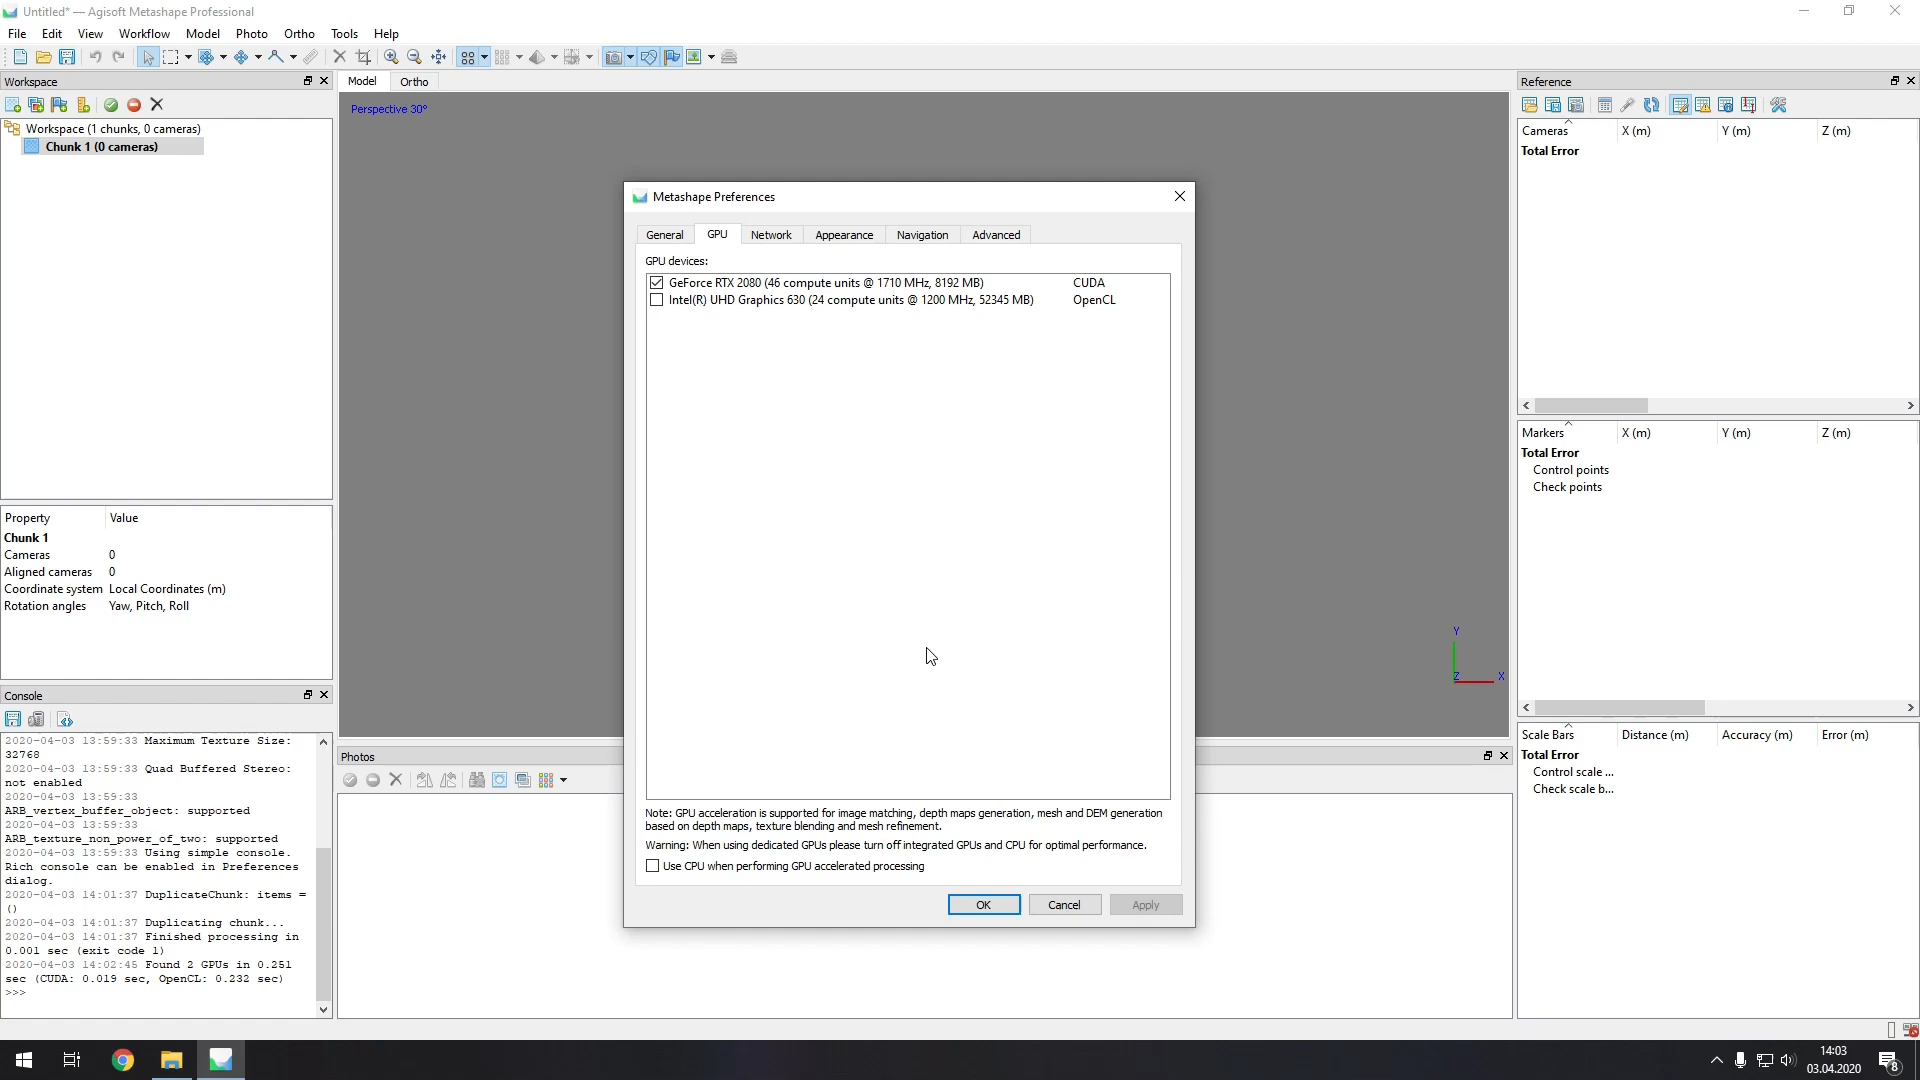 Untitled* — Agisoft Metashape Professional
File Edit View Workflow Model Photo Ortho Tools Help
Workspace
Workspace (1 chunks, 0 cameras)
Chunk 1 (0 cameras)
Property Value
Chunk 1
Cameras 0
Aligned cameras 0
Coordinate system Local Coordinates (m)
Rotation angles Yaw, Pitch, Roll
Console
2020-04-03 13:59:33 Maximum Texture Size:
32768
2020-04-03 13:59:33 Quad Buffered Stereo:
not enabled
2020-04-03 13:59:33
ARB_vertex_buffer_object: supported
2020-04-03 13:59:33
ARB_texture_non_power_of_two: supported
2020-04-03 13:59:33 Using simple console.
Rich console can be enabled in Preferences
dialog.
2020-04-03 14:01:37 DuplicateChunk: items =
()
2020-04-03 14:01:37 Duplicating chunk...
2020-04-03 14:01:37 Finished processing in
0.001 sec (exit code 1)
2020-04-03 14:02:45 Found 2 GPUs in 0.251
sec (CUDA: 0.019 sec, OpenCL: 0.232 sec)
>>>
Model Ortho
Perspective 30°
Y
Z X
Metashape Preferences
General GPU Network Appearance Navigation Advanced
GPU devices:
GeForce RTX 2080 (46 compute units @ 1710 MHz, 8192 MB) CUDA
Intel(R) UHD Graphics 630 (24 compute units @ 1200 MHz, 52345 MB) OpenCL
Note: GPU acceleration is supported for image matching, depth maps generation, mesh and DEM generation
based on depth maps, texture blending and mesh refinement.
Warning: When using dedicated GPUs please turn off integrated GPUs and CPU for optimal performance.
Use CPU when performing GPU accelerated processing
OK Cancel Apply
Photos
Reference
Cameras X (m) Y (m) Z (m)
Total Error
Markers X (m) Y (m) Z (m)
Total Error
Control points
Check points
Scale Bars Distance (m) Accuracy (m) Error (m)
Total Error
Control scale ...
Check scale b...
14:03
03.04.2020
8